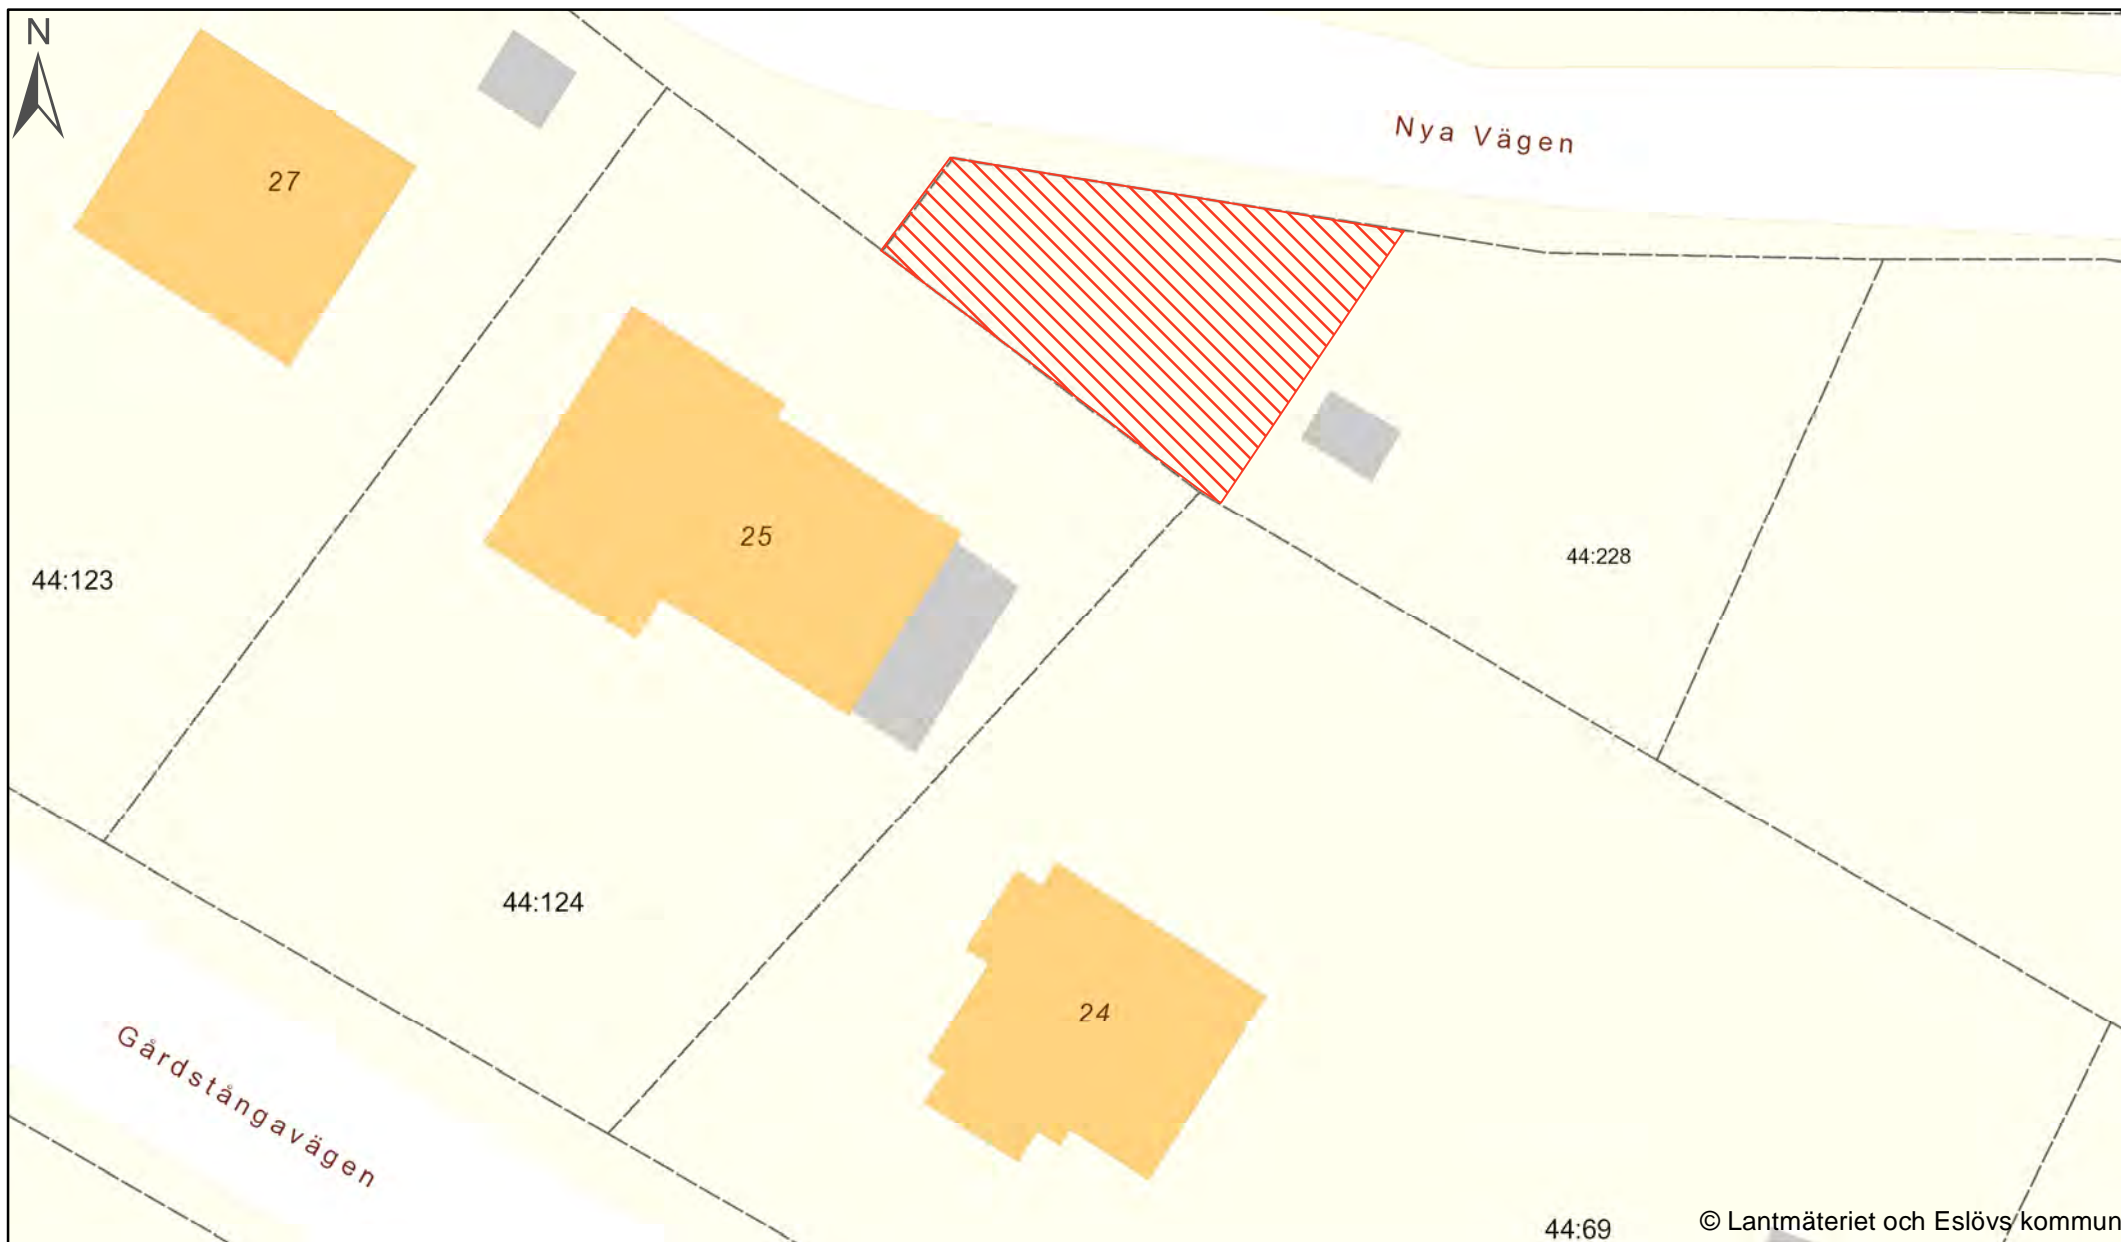 N
Nya Vägen
27
25
44:228
44:123
44:124
24
Gårdstångavägen
44:69
© Lantmäteriet och Eslövs kommun